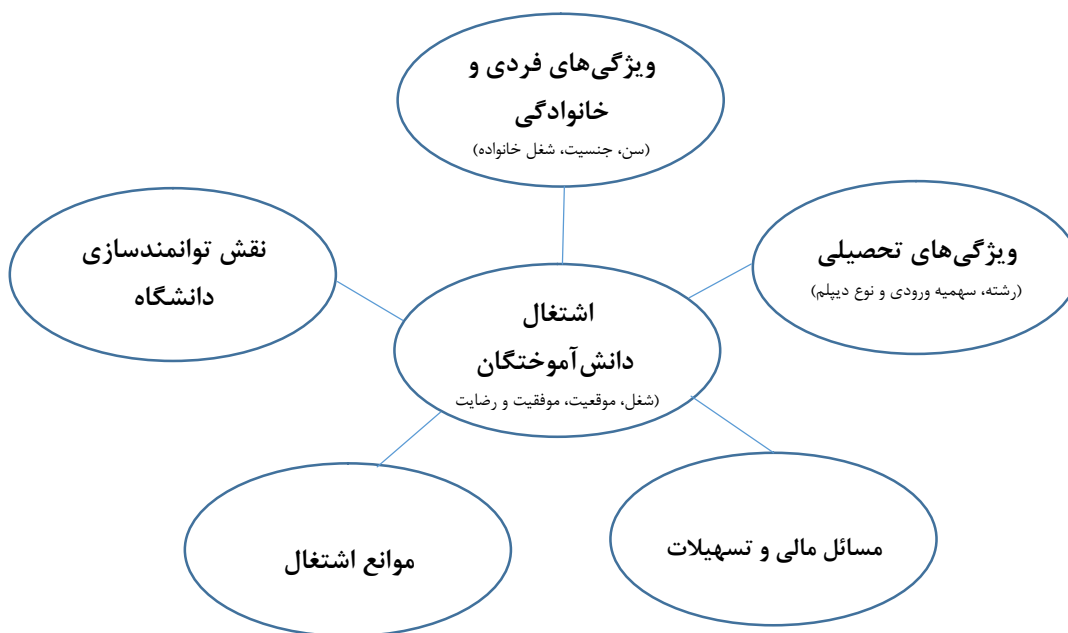 ویژگی‌های فردی و
خانوادگی
(سن، جنسیت، شغل خانواده)
ویژگی‌های تحصیلی
(رشته، سهمیه ورودی و نوع دیپلم)
نقش توانمندسازی
دانشگاه
اشتغال
دانش‌آموختگان
(شغل، موقعیت، موفقیت و رضایت
مسائل مالی و تسهیلات
موانع اشتغال